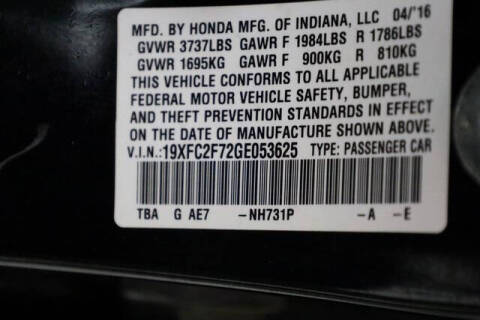 MFD. BY HONDA MFG. OF INDIANA, LLC 04/'16
GVWR 3737LBS GAWR F 1984LBS R 1786LBS
GVWR 1695KG GAWR F 900KG R 810KG
THIS VEHICLE CONFORMS TO ALL APPLICABLE
FEDERAL MOTOR VEHICLE SAFETY, BUMPER,
AND THEFT PREVENTION STANDARDS IN EFFECT
ON THE DATE OF MANUFACTURE SHOWN ABOVE.
V.I.N.: 19XFC2F72GE053625 TYPE: PASSENGER CAR
TBA G AE7 -NH731P -A -E